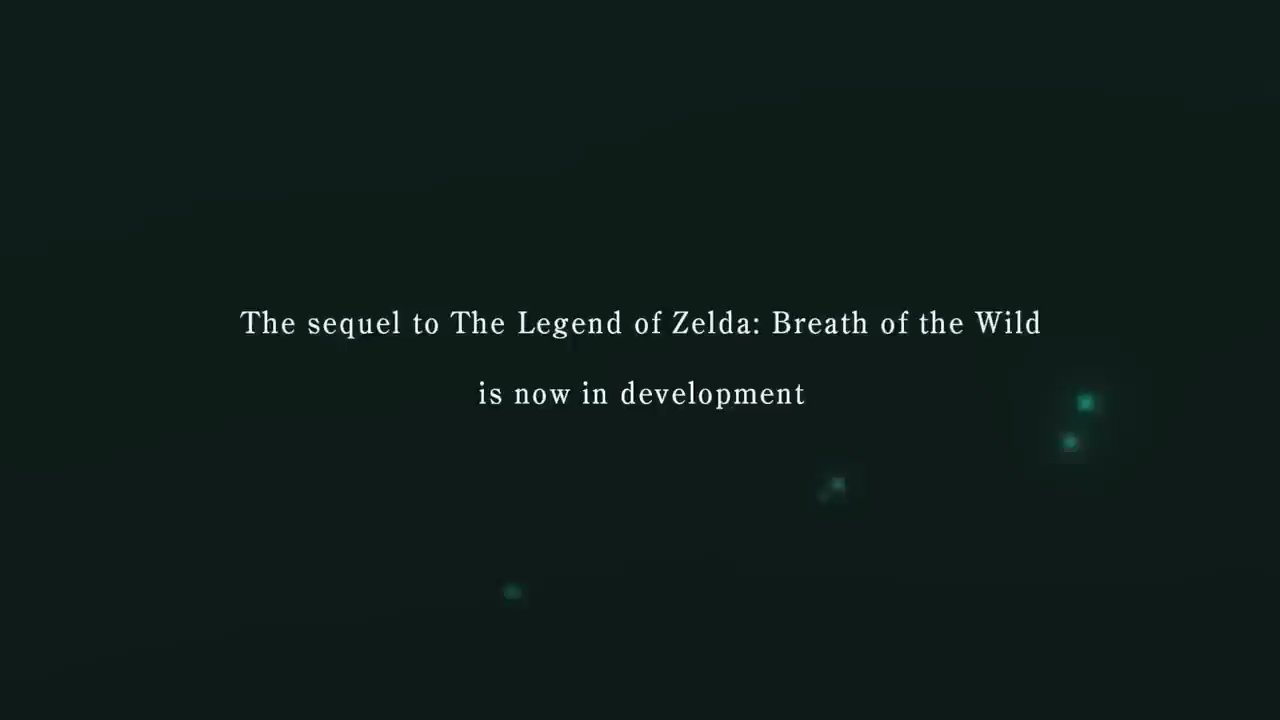 The sequel to The Legend of Zelda: Breath of the Wild
is now in development